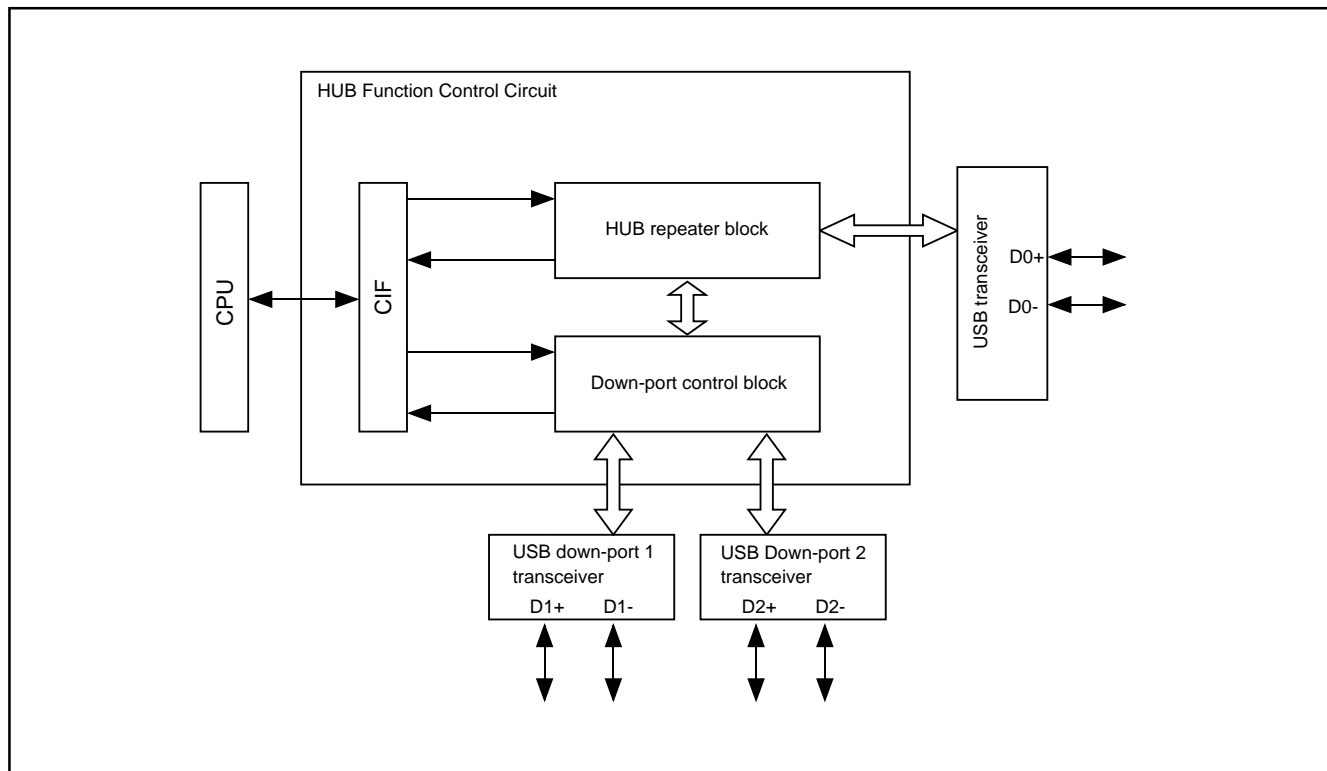 HUB Function Control Circuit
CPU
CIF
HUB repeater block
Down-port control block
USB transceiver
D0+
D0-
USB down-port 1
transceiver
D1+ D1-
USB Down-port 2
transceiver
D2+ D2-